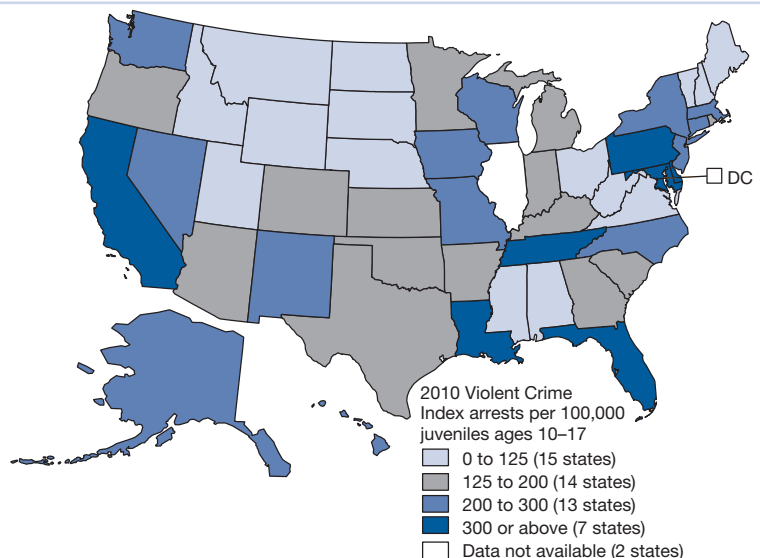 DC
2010 Violent Crime
Index arrests per 100,000
juveniles ages 10–17
0 to 125 (15 states)
125 to 200 (14 states)
200 to 300 (13 states)
300 or above (7 states)
Data not available (2 states)